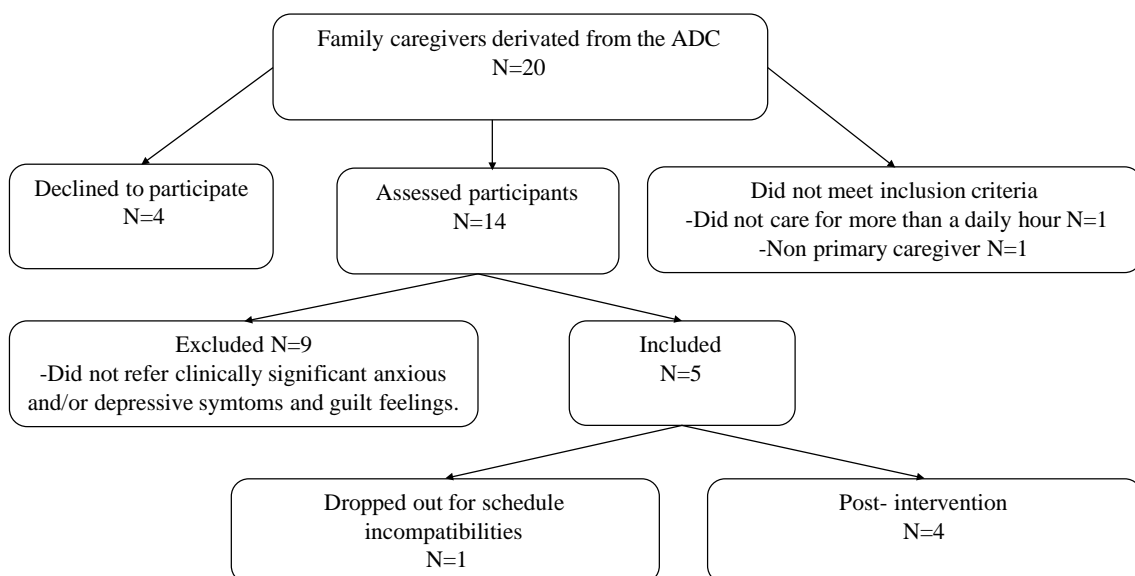 Family caregivers derivated from the ADC
N=20
Declined to participate
N=4
Assessed participants
N=14
Did not meet inclusion criteria
-Did not care for more than a daily hour N=1
-Non primary caregiver N=1
Excluded N=9
-Did not refer clinically significant anxious
and/or depressive symtoms and guilt feelings.
Included
N=5
Dropped out for schedule
incompatibilities
N=1
Post- intervention
N=4